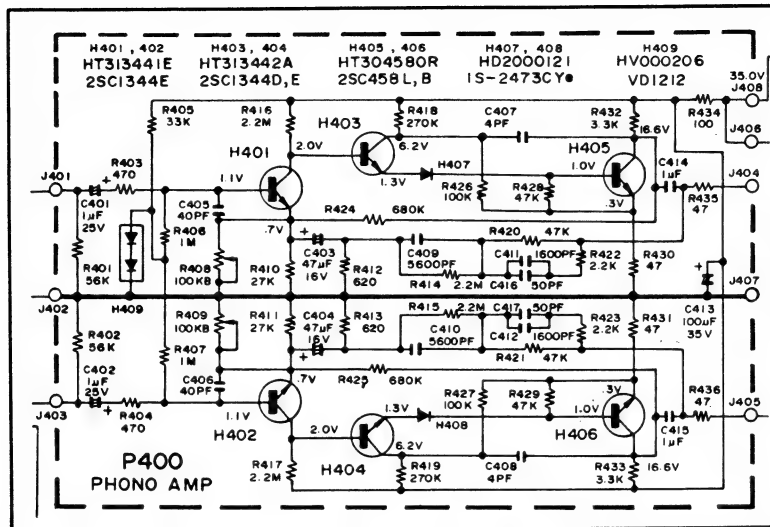 H401, 402 H403, 404 H405, 406 H407, 408 H409
HT313441E HT313442A HT304580R HD2000121 HV000206
2SC1344E 2SC1344D, E 2SC458L, B 1S-2473CY● VD1212
35.0V
J408
R405
33K
R416
2.2M
R418
270K
C407
4PF
R432
3.3K
R434
100
J406
H403
6.2V
16.6V
H401
2.0V
H405
J401
R403
470
1.3V
H407
1.0V
C414
1µF
J404
1.1V
+
C401
1µF
25V
C405
40PF
R426
100K
R428
47K
R424
680K
.3V
R435
47
R406
1M
.7V
R420
47K
R401
56K
R408
100KB
R410
27K
+
C403
47µF
16V
R412
620
C409
5600PF
C411
1600PF
R422
2.2K
R430
47
R414
2.2M
C416
50PF
J402
H409
J407
R402
56K
R409
100KB
R411
27K
C404
47µF
16V
+
R413
620
R415
2.2M
C417
50PF
R423
2.2K
R431
47
C413
100µF
35V
+
C410
5600PF
C412
1600PF
R407
1M
R421
47K
C402
1µF
25V
+
C406
40PF
.7V
R425
680K
R427
100K
R429
47K
.3V
R436
47
J403
R404
470
1.1V
H402
1.3V
H408
1.0V
H406
C415
1µF
J405
2.0V
6.2V
H404
R417
2.2M
R419
270K
C408
4PF
R433
3.3K
16.6V
P400
PHONO AMP